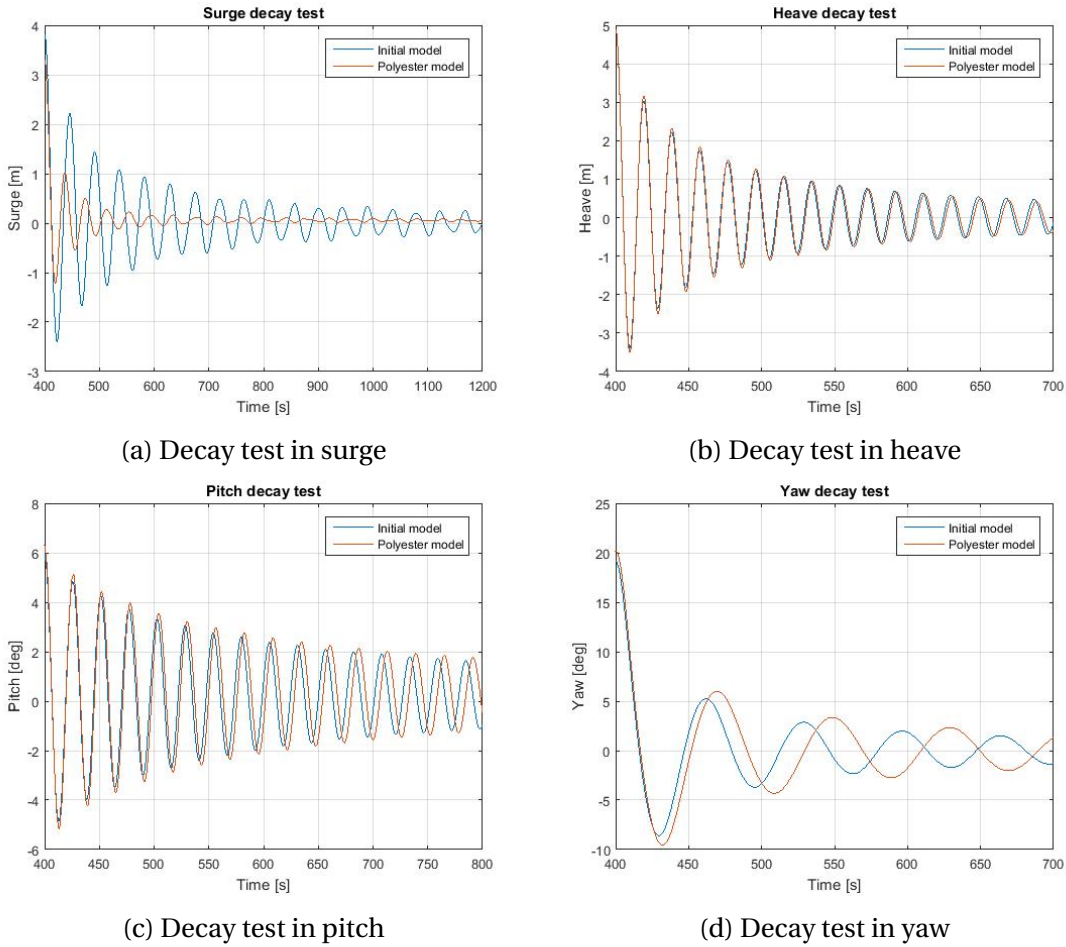 Surge decay test
4
3
2
1
0
-1
-2
-3
Surge [m]
Initial model
Polyester model
400 500 600 700 800 900 1000 1100 1200
Time [s]
(a) Decay test in surge
Heave decay test
5
4
3
2
1
0
-1
-2
-3
-4
Heave [m]
Initial model
Polyester model
400 450 500 550 600 650 700
Time [s]
(b) Decay test in heave
Pitch decay test
8
6
4
2
0
-2
-4
-6
Pitch [deg]
Initial model
Polyester model
400 450 500 550 600 650 700 750 800
Time [s]
(c) Decay test in pitch
Yaw decay test
25
20
15
10
5
0
-5
-10
Yaw [deg]
Initial model
Polyester model
400 450 500 550 600 650 700
Time [s]
(d) Decay test in yaw